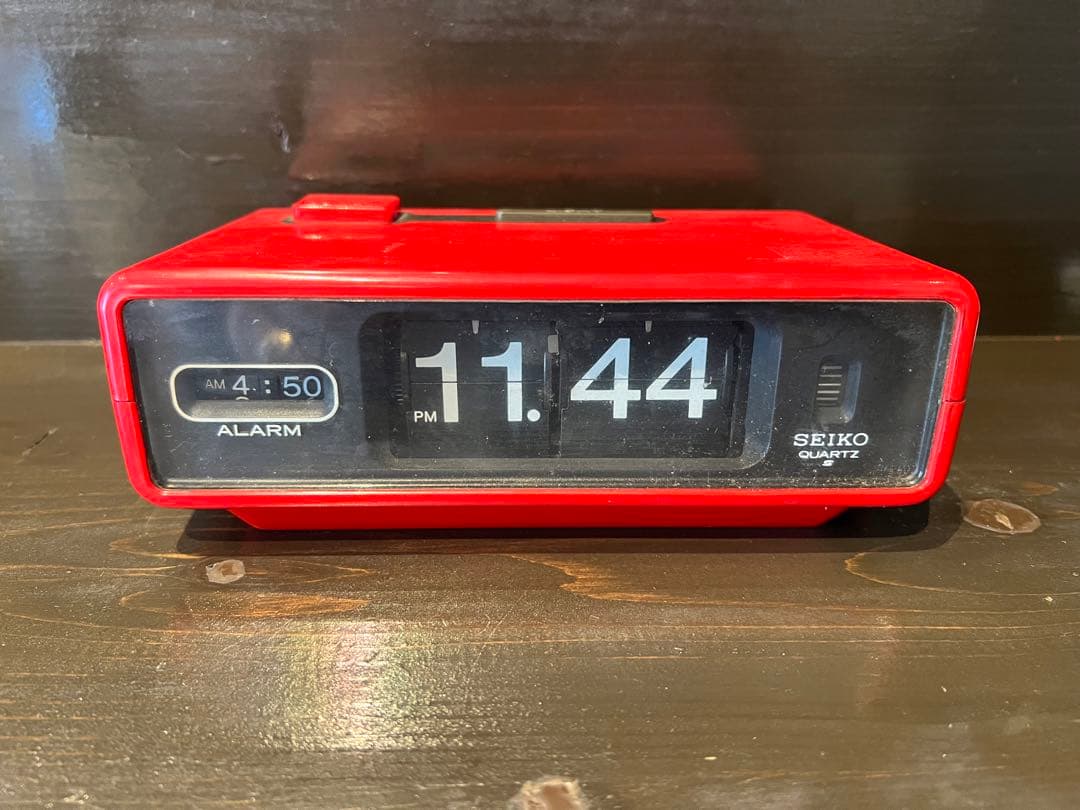 AM 4 : 50
ALARM
PM 11. 44
SEIKO
QUARTZ